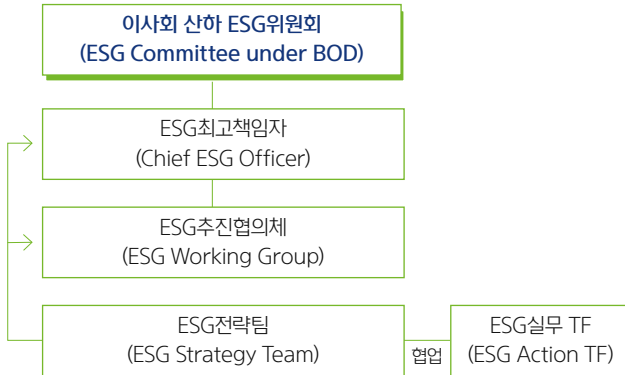 이사회 산하 ESG위원회
(ESG Committee under BOD)
ESG최고책임자
(Chief ESG Officer)
ESG추진협의체
(ESG Working Group)
ESG전략팀
(ESG Strategy Team)
협업
ESG실무 TF
(ESG Action TF)